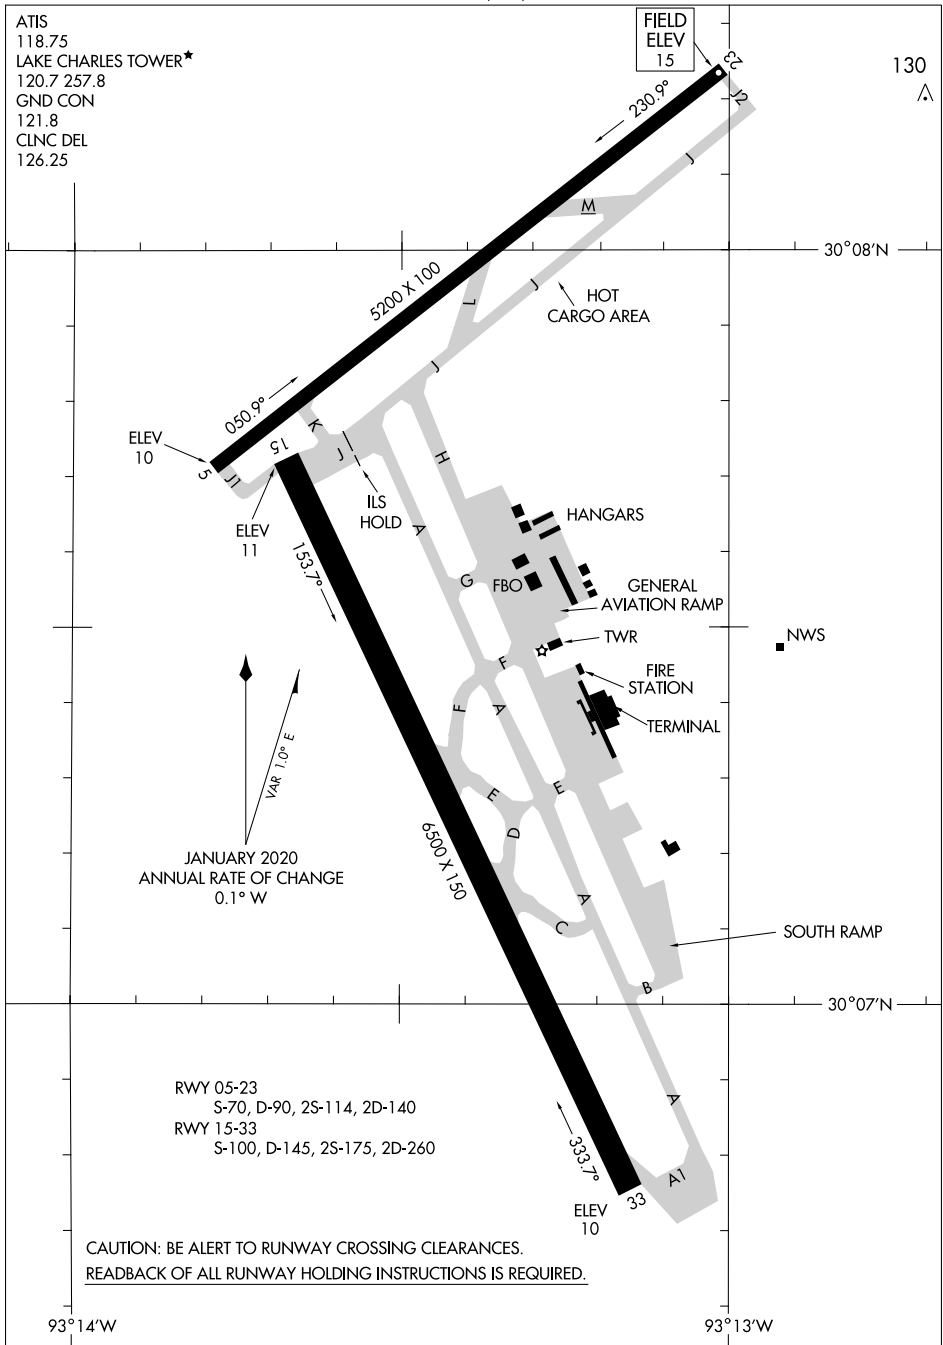 ATIS
118.75
LAKE CHARLES TOWER★
120.7 257.8
GND CON
121.8
CLNC DEL
126.25
FIELD
ELEV
15
23
130
J2
230.9°
J
M
30°08'N
5200 X 100
L
J
HOT
CARGO AREA
J
050.9°
K
15
ELEV
10
5
J1
J
H
ELEV
11
ILS
HOLD
A
HANGARS
153.7°
G
FBO
GENERAL
AVIATION RAMP
TWR
NWS
F
FIRE
STATION
F
A
TERMINAL
VAR 1.0° E
E
E
D
6500 X 150
JANUARY 2020
ANNUAL RATE OF CHANGE
0.1° W
A
C
SOUTH RAMP
B
30°07'N
RWY 05-23
S-70, D-90, 2S-114, 2D-140
RWY 15-33
S-100, D-145, 2S-175, 2D-260
A
333.7°
A1
33
ELEV
10
CAUTION: BE ALERT TO RUNWAY CROSSING CLEARANCES.
READBACK OF ALL RUNWAY HOLDING INSTRUCTIONS IS REQUIRED.
93°14'W
93°13'W